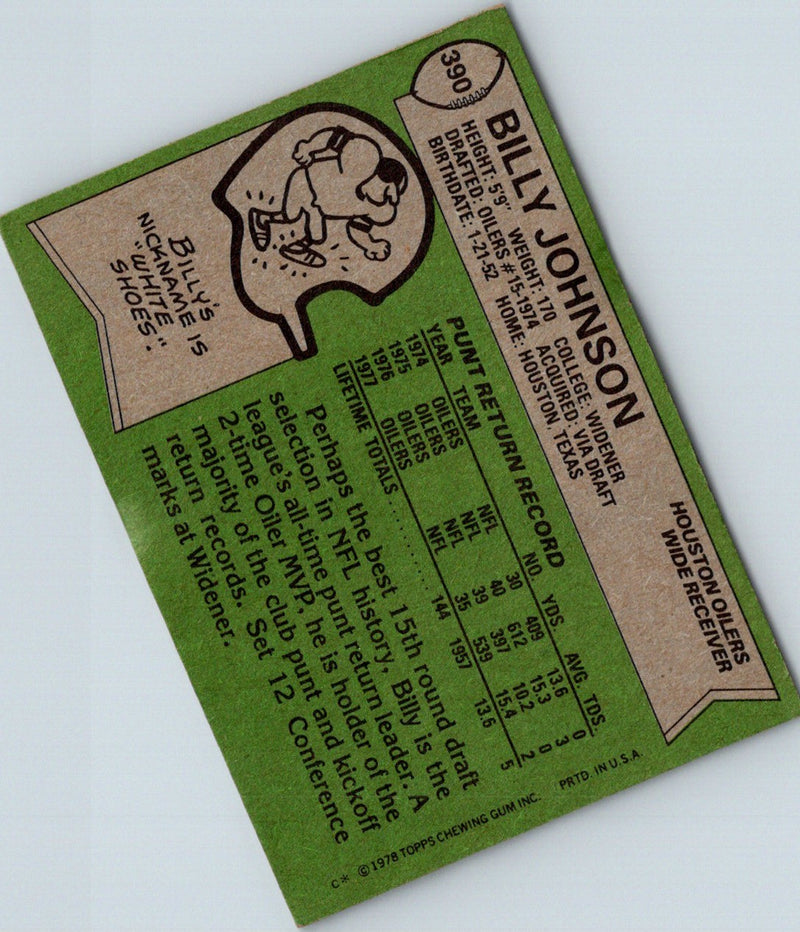 390
BILLY JOHNSON
HOUSTON OILERS
WIDE RECEIVER
HEIGHT: 5'9" WEIGHT: 170 COLLEGE: WIDENER
DRAFTED: OILERS #15-1974 ACQUIRED: VIA DRAFT
BIRTHDATE: 1-21-52 HOME: HOUSTON, TEXAS
PUNT RETURN RECORD
YEAR TEAM NO. YDS. AVG. TDS.
1974 OILERS NFL 30 409 13.6 0
1975 OILERS NFL 40 612 15.3 3
1976 OILERS NFL 39 397 10.2 0
1977 OILERS NFL 35 539 15.4 2
LIFETIME TOTALS.......... 144 1957 13.6 5
Perhaps the best 15th round draft
selection in NFL history, Billy is the
league's all-time punt return leader. A
2-time Oiler MVP, he is holder of the
majority of the club punt and kickoff
return records. Set 12 Conference
marks at Widener.
BILLY'S
NICKNAME IS
"WHITE
SHOES".
C* ©1978 TOPPS CHEWING GUM INC. PRTD. IN U.S.A.